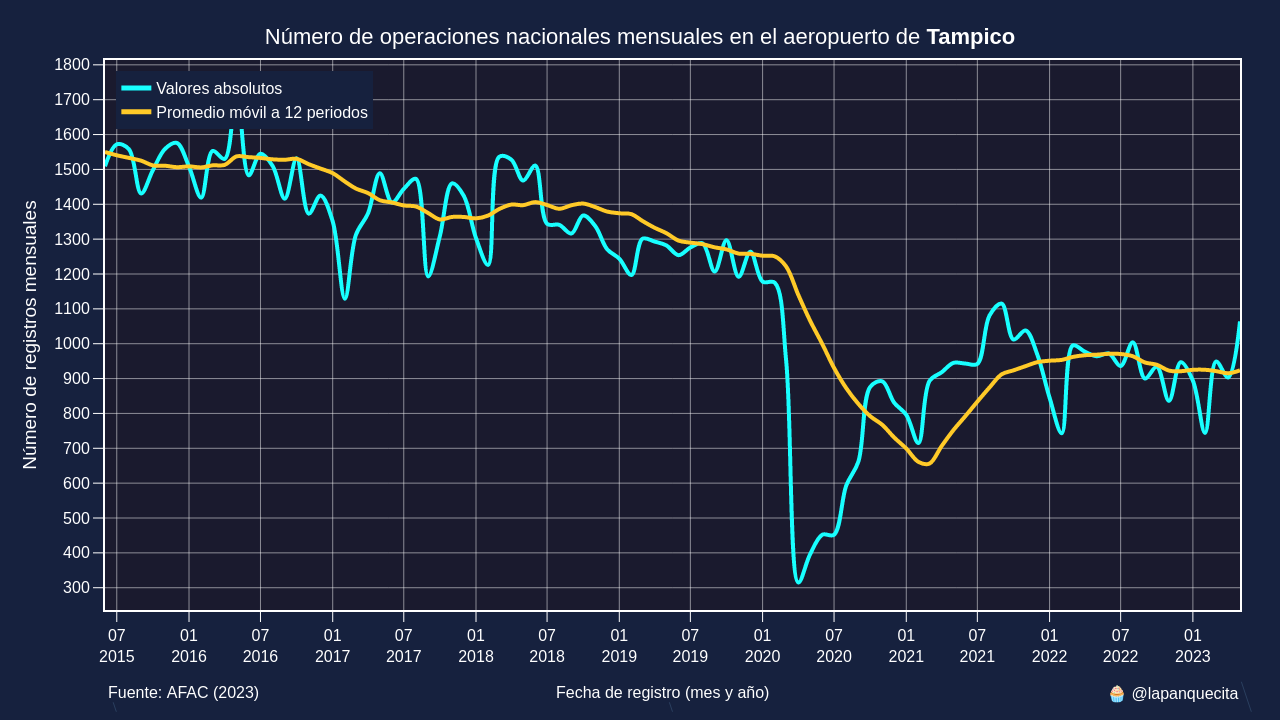 Número de operaciones nacionales mensuales en el aeropuerto de Tampico
Valores absolutos
Promedio móvil a 12 periodos
Número de registros mensuales
1800
1700
1600
1500
1400
1300
1200
1100
1000
900
800
700
600
500
400
300
07 01 07 01 07 01 07 01 07 01 07 01 07 01 07 01
2015 2016 2016 2017 2017 2018 2018 2019 2019 2020 2020 2021 2021 2022 2022 2023
Fuente: AFAC (2023) Fecha de registro (mes y año) 🧁 @lapanquecita